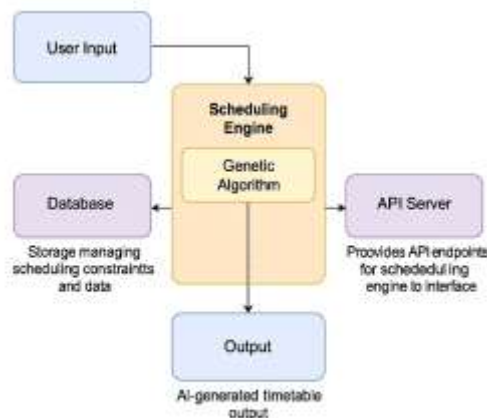 User Input
Scheduling
Engine
Genetic
Algorithm
Database
Storage managing
scheduling constraintts
and data
API Server
Proovides API endpoints
for schededuling
engine to interface
Output
AI-generated timetable
output